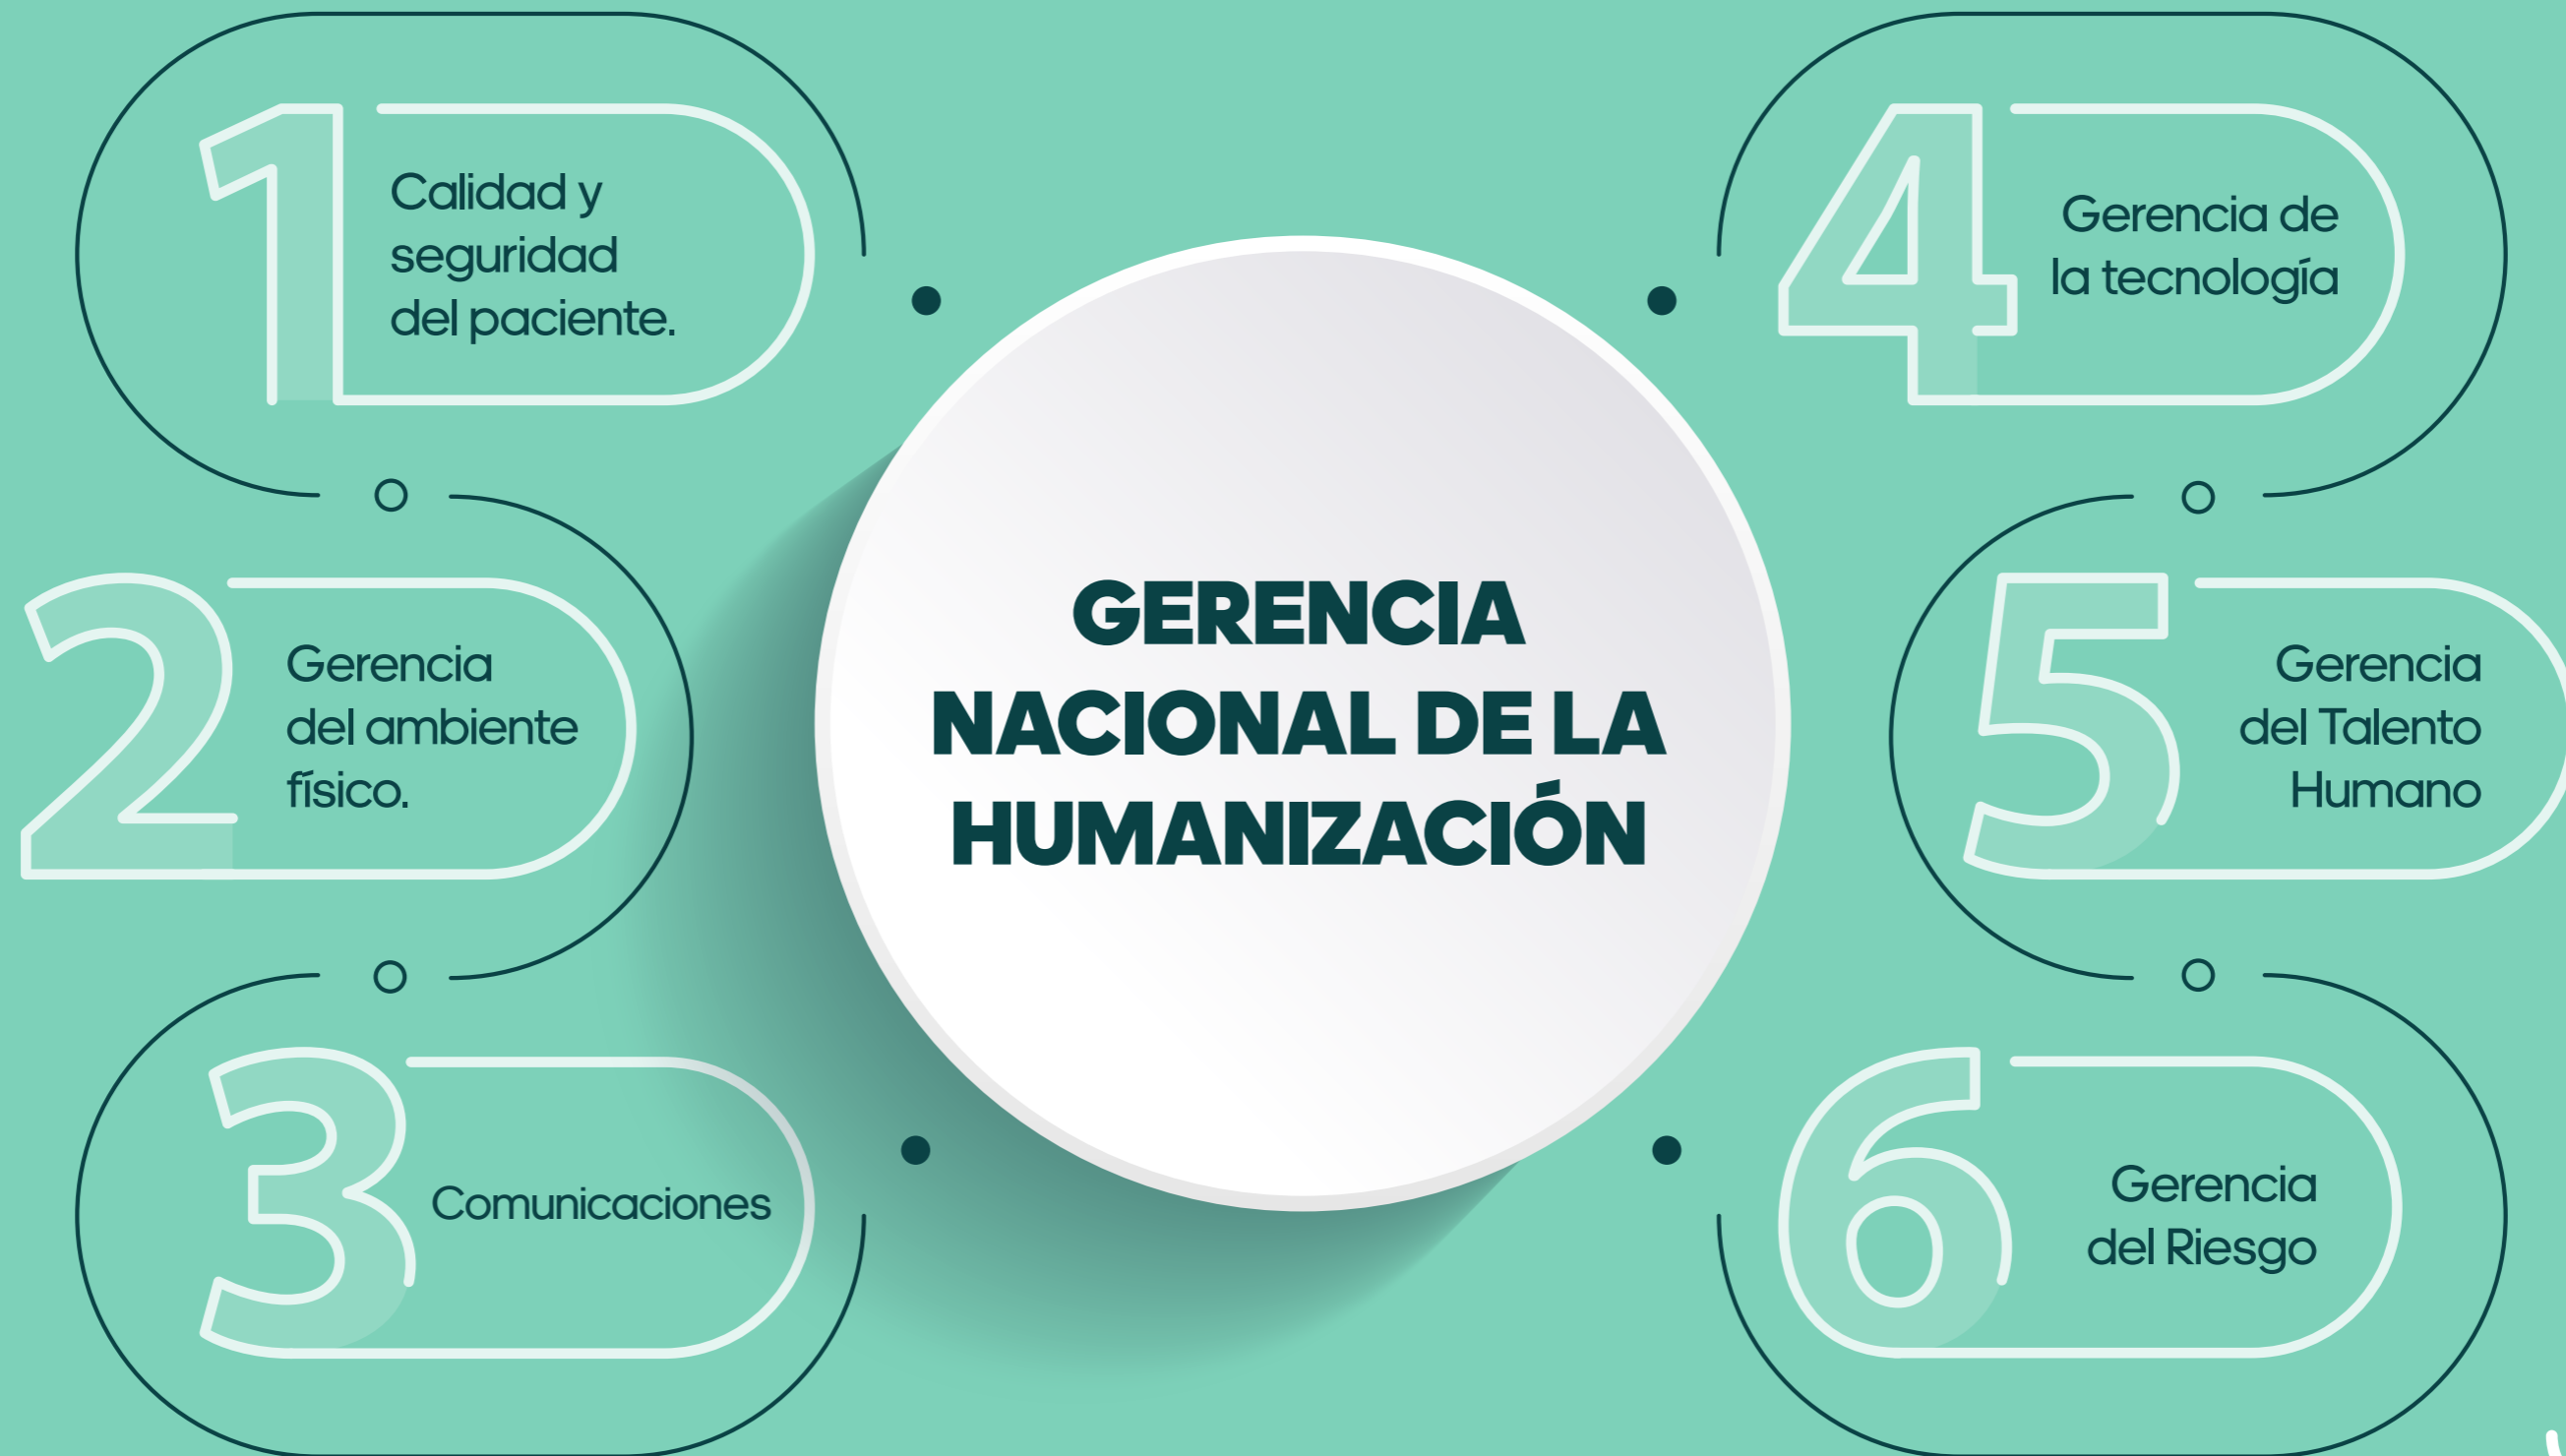 1
Calidad y
seguridad
del paciente.
2
Gerencia
del ambiente
físico.
3
Comunicaciones
GERENCIA
NACIONAL DE LA
HUMANIZACIÓN
4
Gerencia de
la tecnología
5
Gerencia
del Talento
Humano
6
Gerencia
del Riesgo